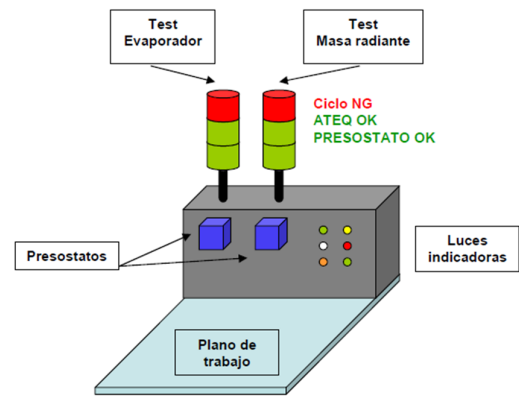 Test
Evaporador
Test
Masa radiante
Ciclo NG
ATEQ OK
PRESOSTATO OK
Presostatos
Luces
indicadoras
Plano de
trabajo